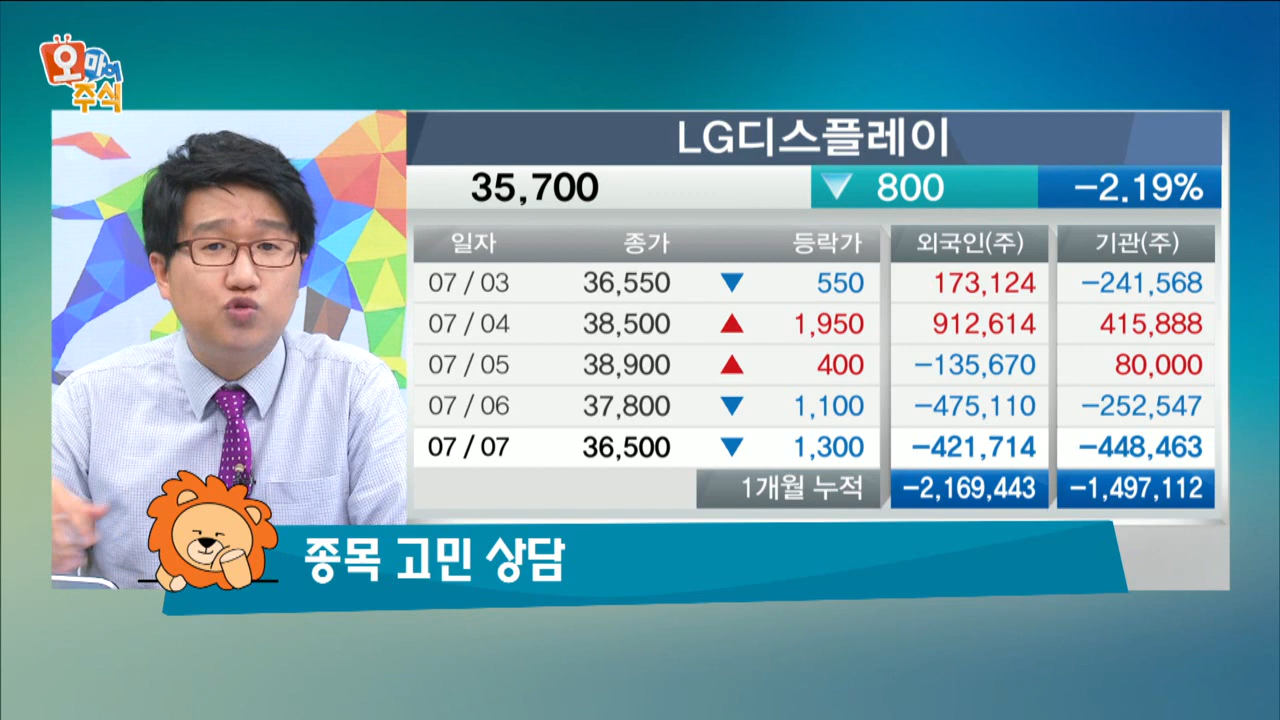 오마이
주식
LG디스플레이
35,700 ▼ 800 -2.19%
일자 종가 등락가 외국인(주) 기관(주)
07 / 03 36,550 ▼ 550 173,124 -241,568
07 / 04 38,500 ▲ 1,950 912,614 415,888
07 / 05 38,900 ▲ 400 -135,670 80,000
07 / 06 37,800 ▼ 1,100 -475,110 -252,547
07 / 07 36,500 ▼ 1,300 -421,714 -448,463
1개월 누적 -2,169,443 -1,497,112
종목 고민 상담